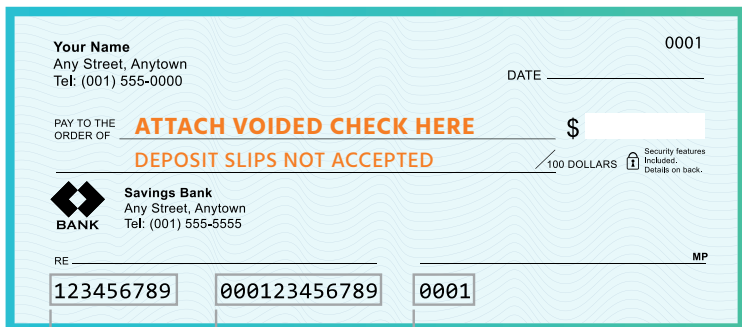 Your Name
0001
Any Street, Anytown
Tel: (001) 555-0000
DATE
PAY TO THE
ORDER OF
ATTACH VOIDED CHECK HERE
$
DEPOSIT SLIPS NOT ACCEPTED
/100 DOLLARS
Security features
Included.
Details on back.
Savings Bank
Any Street, Anytown
Tel: (001) 555-5555
BANK
RE
MP
123456789 000123456789 0001